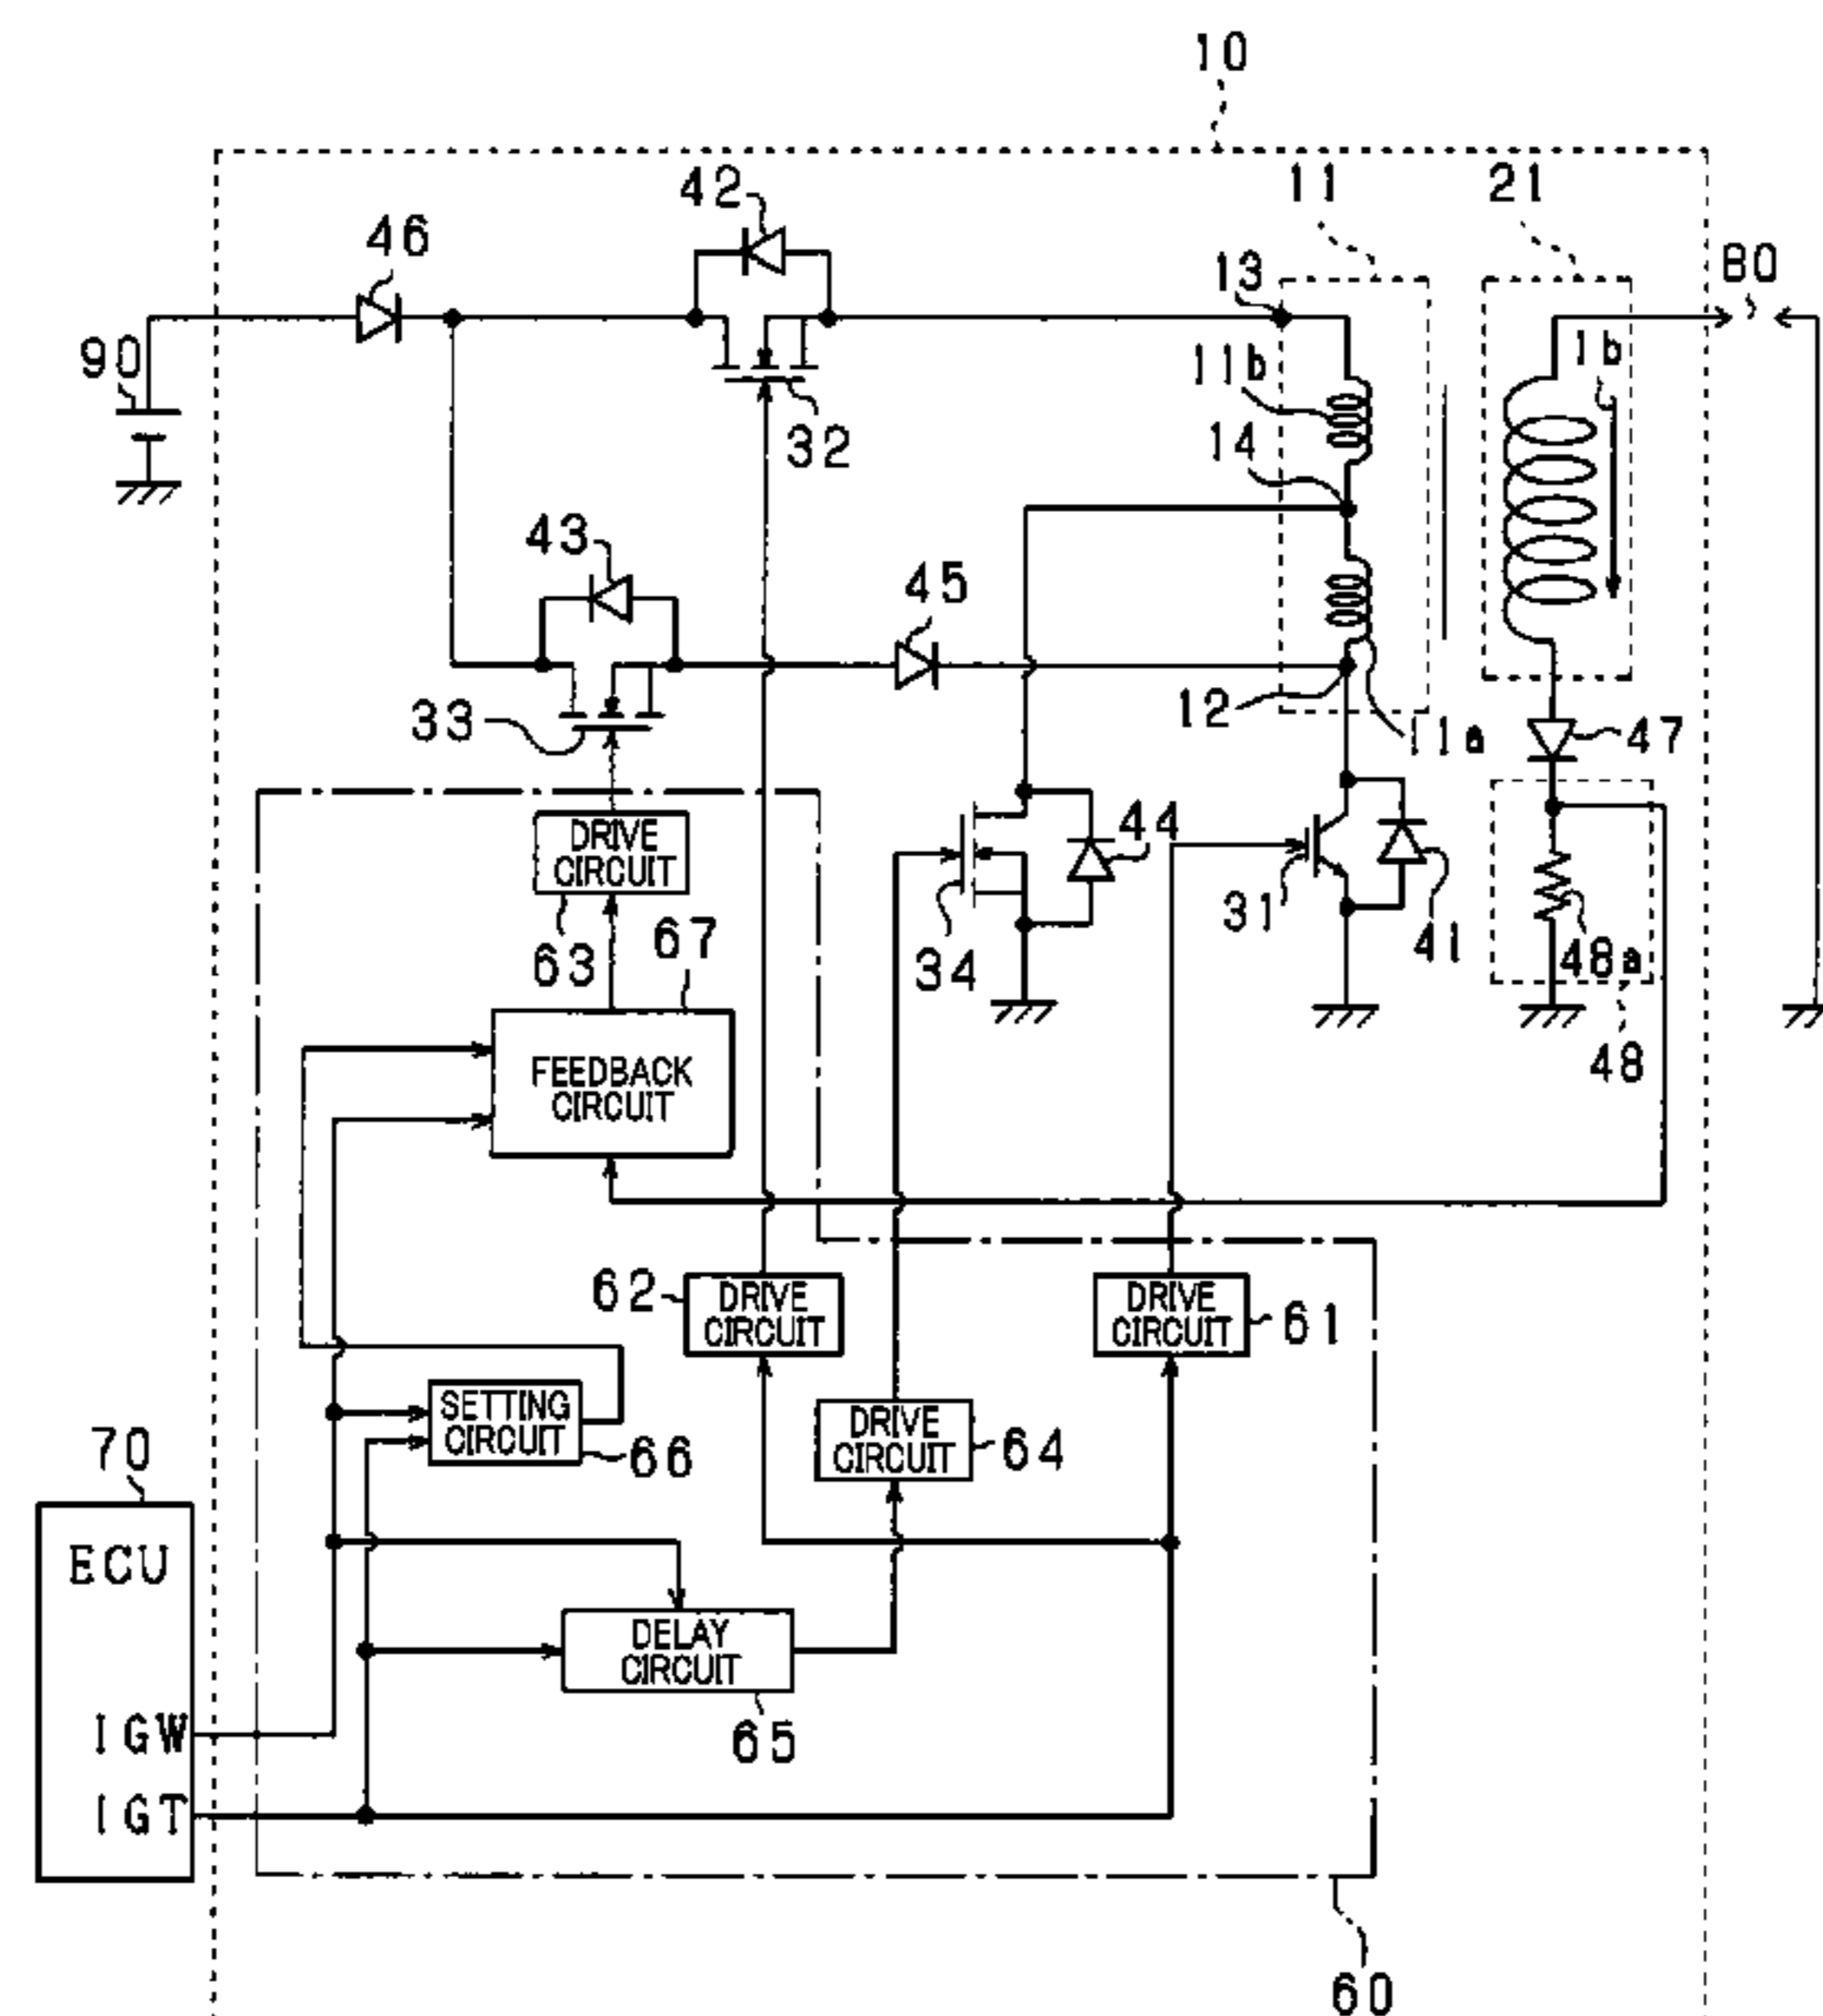 10
42
11
21
46
13
80
90
11b
1b
32
14
43
45
33
12
11a
47
DRIVE
CIRCUIT
44
63
67
34
31
41
48a
FEEDBACK
CIRCUIT
48
62
DRIVE
CIRCUIT
DRIVE
CIRCUIT
61
SETTING
CIRCUIT
66
DRIVE
CIRCUIT
64
70
ECU
DELAY
CIRCUIT
65
IGW
IGT
60